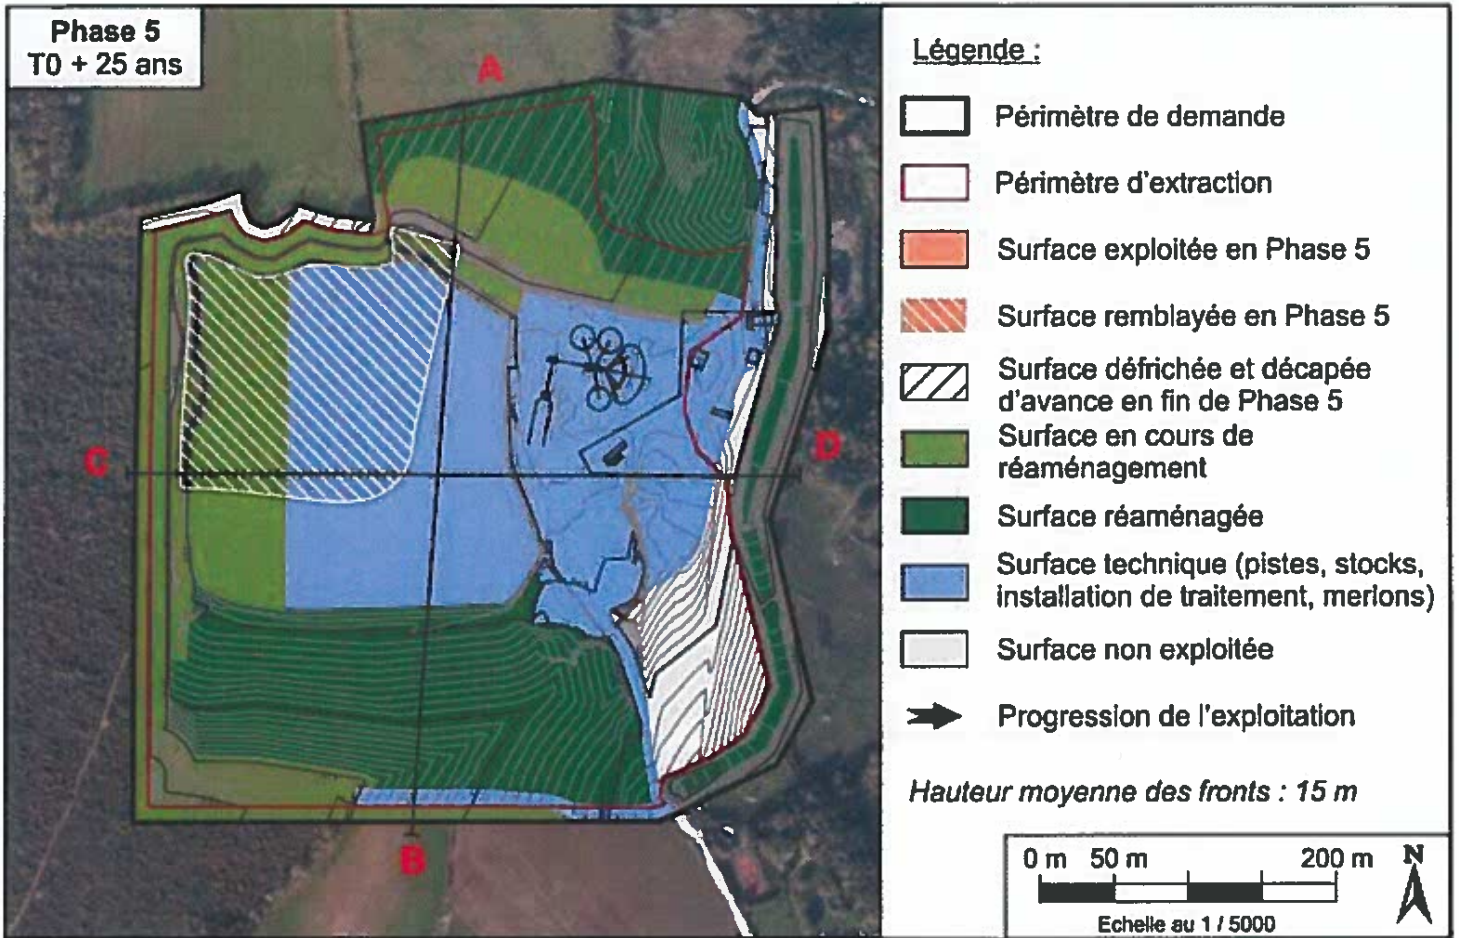 Phase 5
T0 + 25 ans
A
C
D
B
Légende :
Périmètre de demande
Périmètre d'extraction
Surface exploitée en Phase 5
Surface remblayée en Phase 5
Surface défrichée et décapée
d'avance en fin de Phase 5
Surface en cours de
réaménagement
Surface réaménagée
Surface technique (pistes, stocks,
installation de traitement, merlons)
Surface non exploitée
Progression de l'exploitation
Hauteur moyenne des fronts : 15 m
0 m 50 m 200 m N
Echelle au 1 / 5000